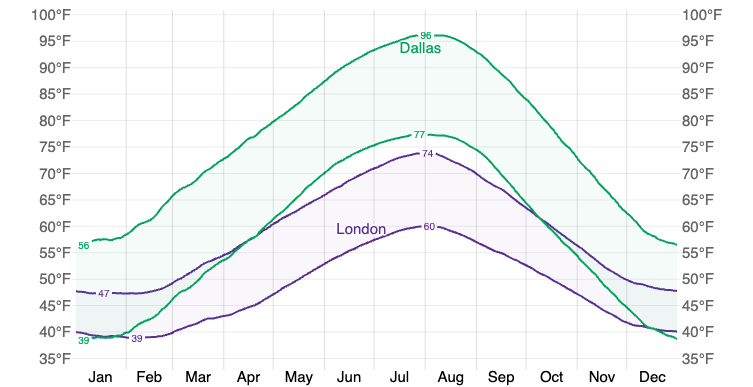 100°F 100°F
95°F 96 95°F
Dallas
90°F 90°F
85°F 85°F
80°F 80°F
77
75°F 74 75°F
70°F 70°F
65°F 65°F
60°F London 60 60°F
56
55°F 55°F
50°F 50°F
47
45°F 45°F
40°F 40°F
39 39
35°F 35°F
Jan Feb Mar Apr May Jun Jul Aug Sep Oct Nov Dec